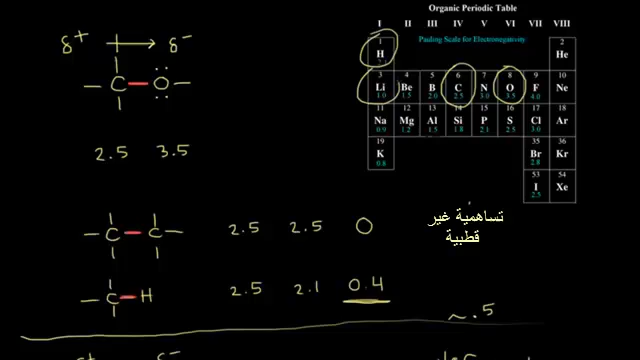 Organic Periodic Table
I II III IV V VI VII VIII
Pauling Scale for Electronegativity
1 2
H He
2.1
3 4 5 6 7 8 9 10
Li Be B C N O F Ne
1.0 1.5 2.0 2.5 3.0 3.5 4.0
11 12 13 14 15 16 17 18
Na Mg Al Si P S Cl Ar
0.9 1.2 1.5 1.8 2.1 2.5 3.0
19 35 36
K Br Kr
0.8 2.8
53 54
I Xe
2.5
δ+ δ-
C O
2.5 3.5
C C 2.5 2.5 0
تساهمية غير
قطبية
C H 2.5 2.1 0.4
~.5